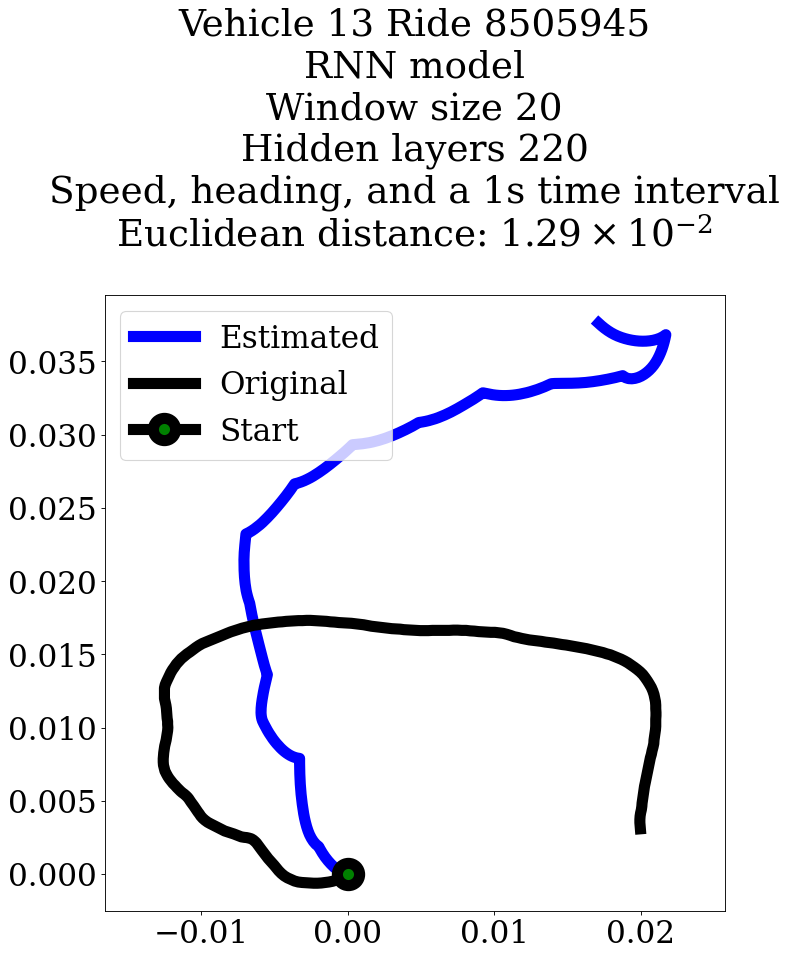 Vehicle 13 Ride 8505945
RNN model
Window size 20
Hidden layers 220
Speed, heading, and a 1s time interval
Euclidean distance: 1.29 × 10⁻²
Estimated
Original
Start
0.035
0.030
0.025
0.020
0.015
0.010
0.005
0.000
−0.01 0.00 0.01 0.02